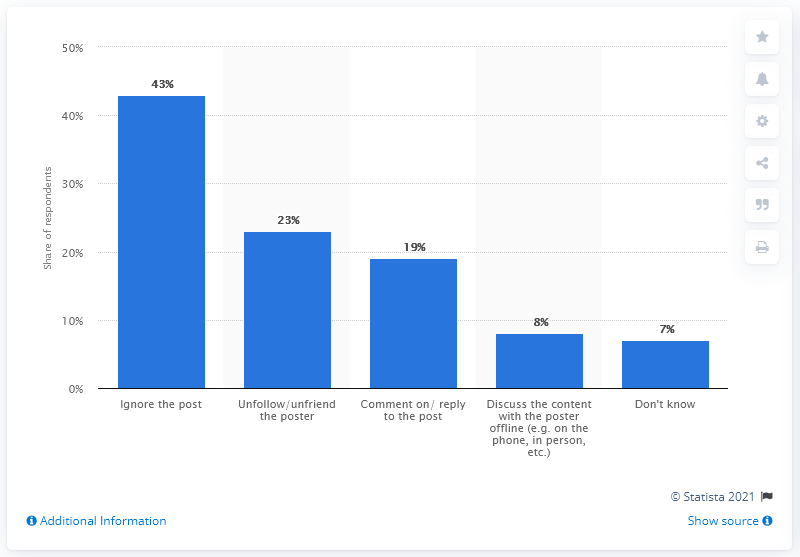 50%
40%
30%
20%
10%
0%
Share of respondents
43%
23%
19%
8%
7%
Ignore the post
Unfollow/unfriend
the poster
Comment on/ reply
to the post
Discuss the content
with the poster
offline (e.g. on the
phone, in person,
etc.)
Don't know
© Statista 2021
Additional Information
Show source